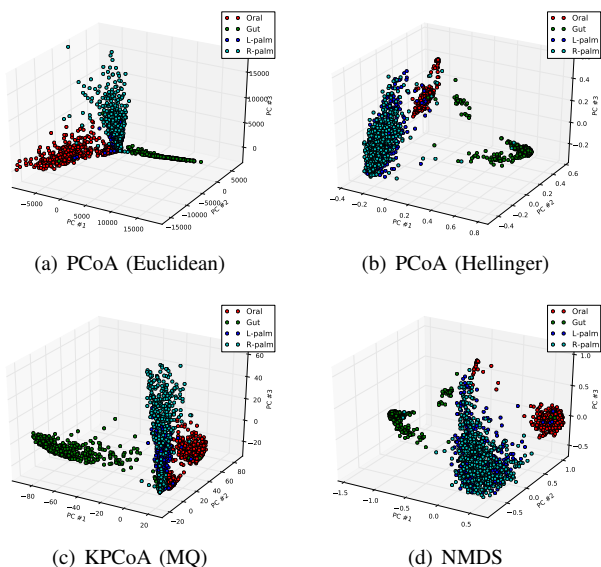 Oral
Gut
L-palm
R-palm
15000
10000
5000
0
PC #3
−5000
0
5000
10000
15000
PC #1
−15000
−10000
−5000
0
5000
PC #2
(a) PCoA (Euclidean)
Oral
Gut
L-palm
R-palm
0.4
0.2
0.0
−0.2
PC #3
−0.4
−0.2
0.0
0.2
0.4
0.6
0.8
PC #1
−0.4
−0.2
0.0
0.2
0.4
0.6
PC #2
(b) PCoA (Hellinger)
Oral
Gut
L-palm
R-palm
60
40
20
0
−20
PC #3
−80
−60
−40
−20
0
20
PC #1
−20
0
20
40
60
80
PC #2
(c) KPCoA (MQ)
Oral
Gut
L-palm
R-palm
1.0
0.5
0.0
−0.5
PC #3
−1.5
−1.0
−0.5
0.0
0.5
PC #1
−0.5
0.0
0.5
1.0
PC #2
(d) NMDS